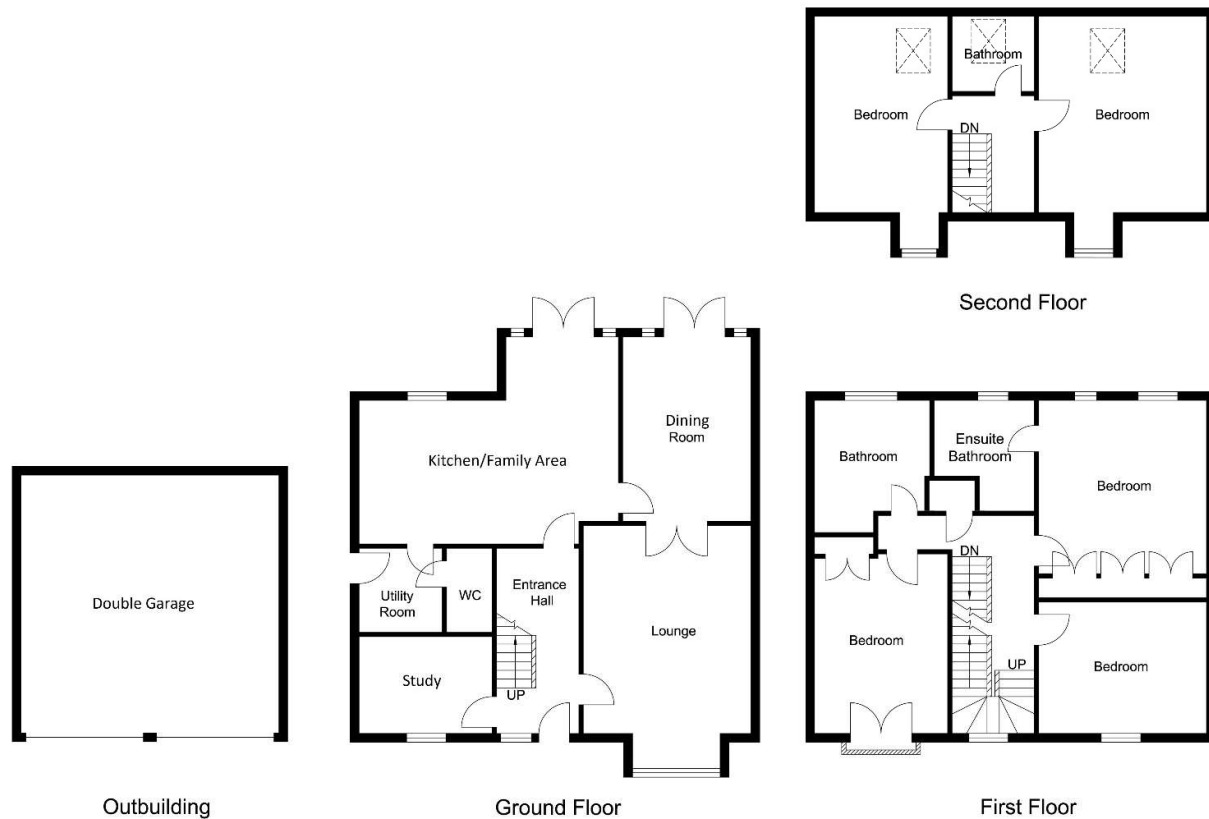 Bathroom
Bedroom
Bedroom
DN
Second Floor
Dining
Room
Kitchen/Family Area
Utility
Room
WC
Entrance
Hall
Lounge
Study
UP
Ground Floor
Double Garage
Outbuilding
Bathroom
Ensuite
Bathroom
Bedroom
DN
Bedroom
UP
Bedroom
First Floor